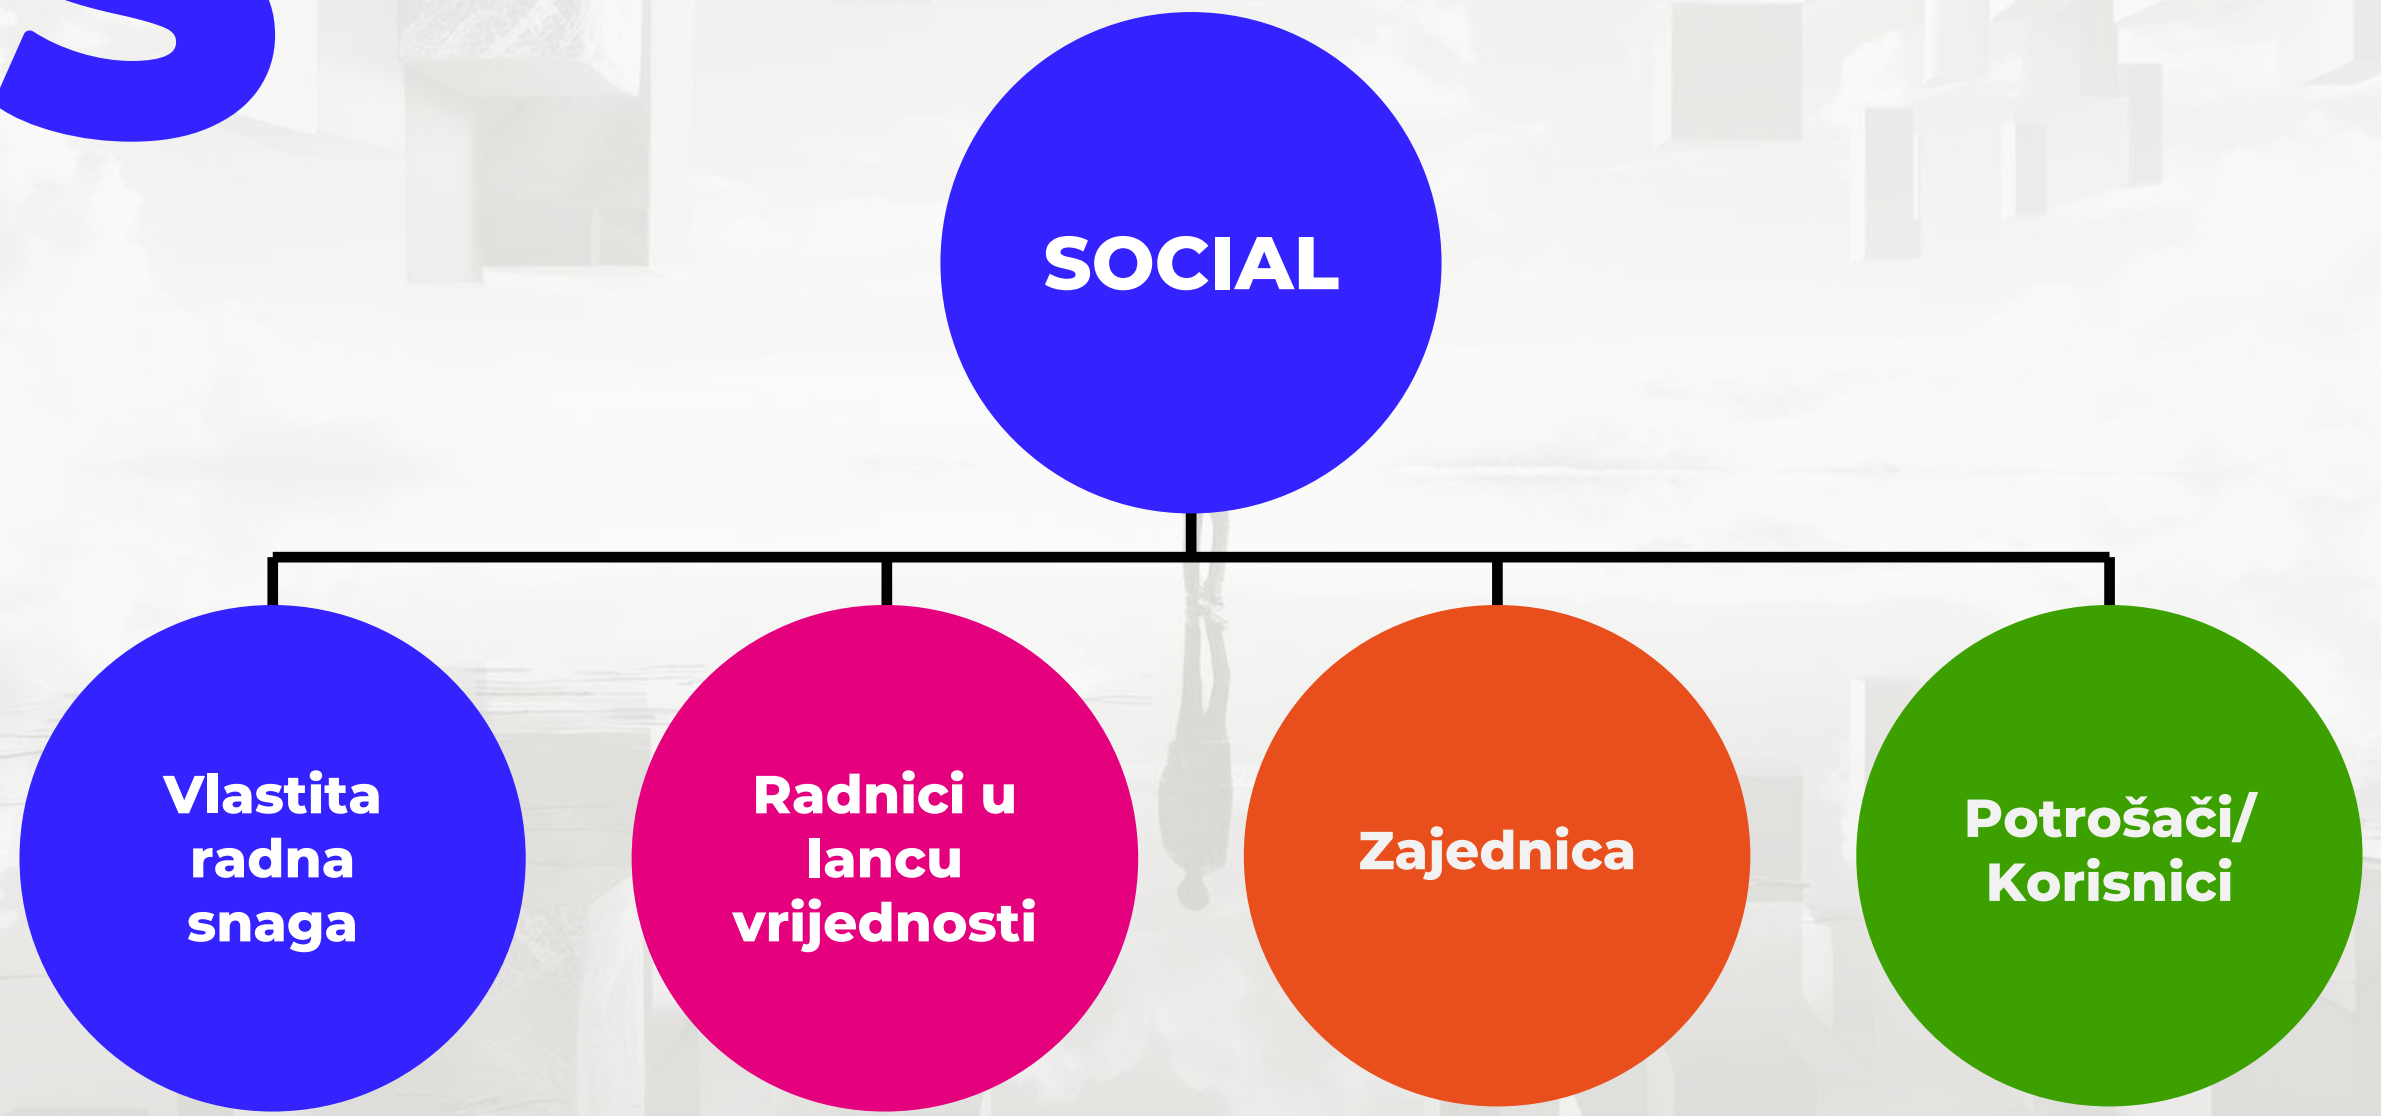 S
SOCIAL
Vlastita
radna
snaga
Radnici u
lancu
vrijednosti
Zajednica
Potrošači/
Korisnici